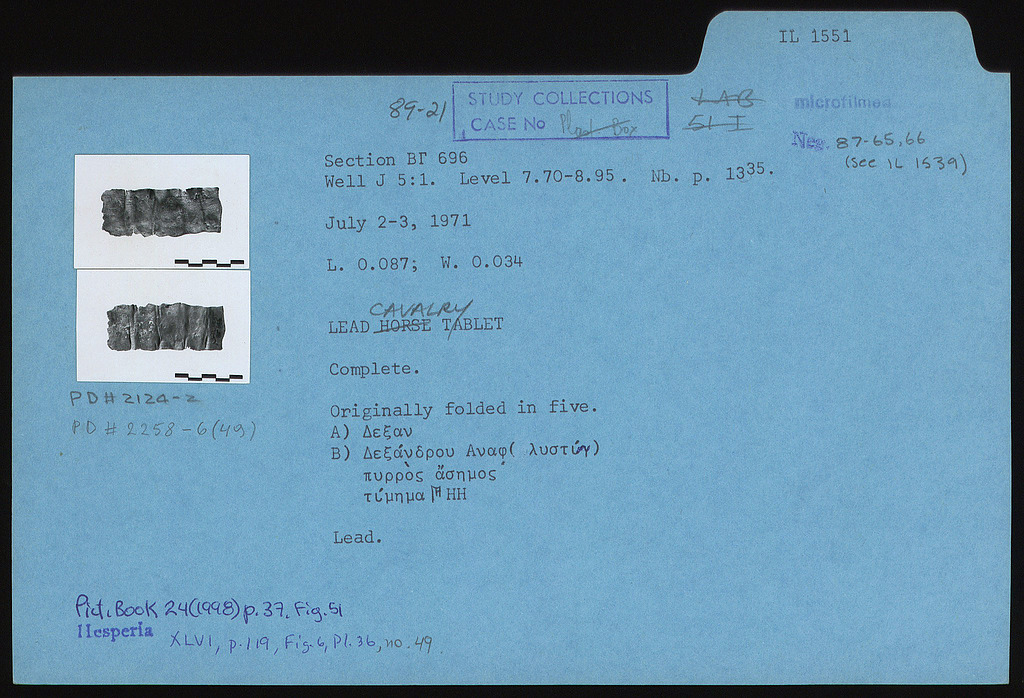 IL 1551
89-21
STUDY COLLECTIONS
CASE No
LAB
51 I
microfilmed
Neg. 87-65,66
(see IL 1539)
Section ΒΓ 696
Well J 5:1. Level 7.70-8.95. Nb. p. 1335.
July 2-3, 1971
L. 0.087; W. 0.034
CAVALRY
LEAD HORSE TABLET
Complete.
Originally folded in five.
A) Δεξαν
B) Δεξάνδρου Αναφ( λυστύν)
πυρρὸς ἄσημος
τίμημα 𐅅ΗΗ
Lead.
PD# 2124-2
PD # 2258-6(49)
Pict. Book 24(1998) p. 37, Fig. 51
Hesperia XLVI, p. 119, Fig. 6, Pl. 36, no. 49